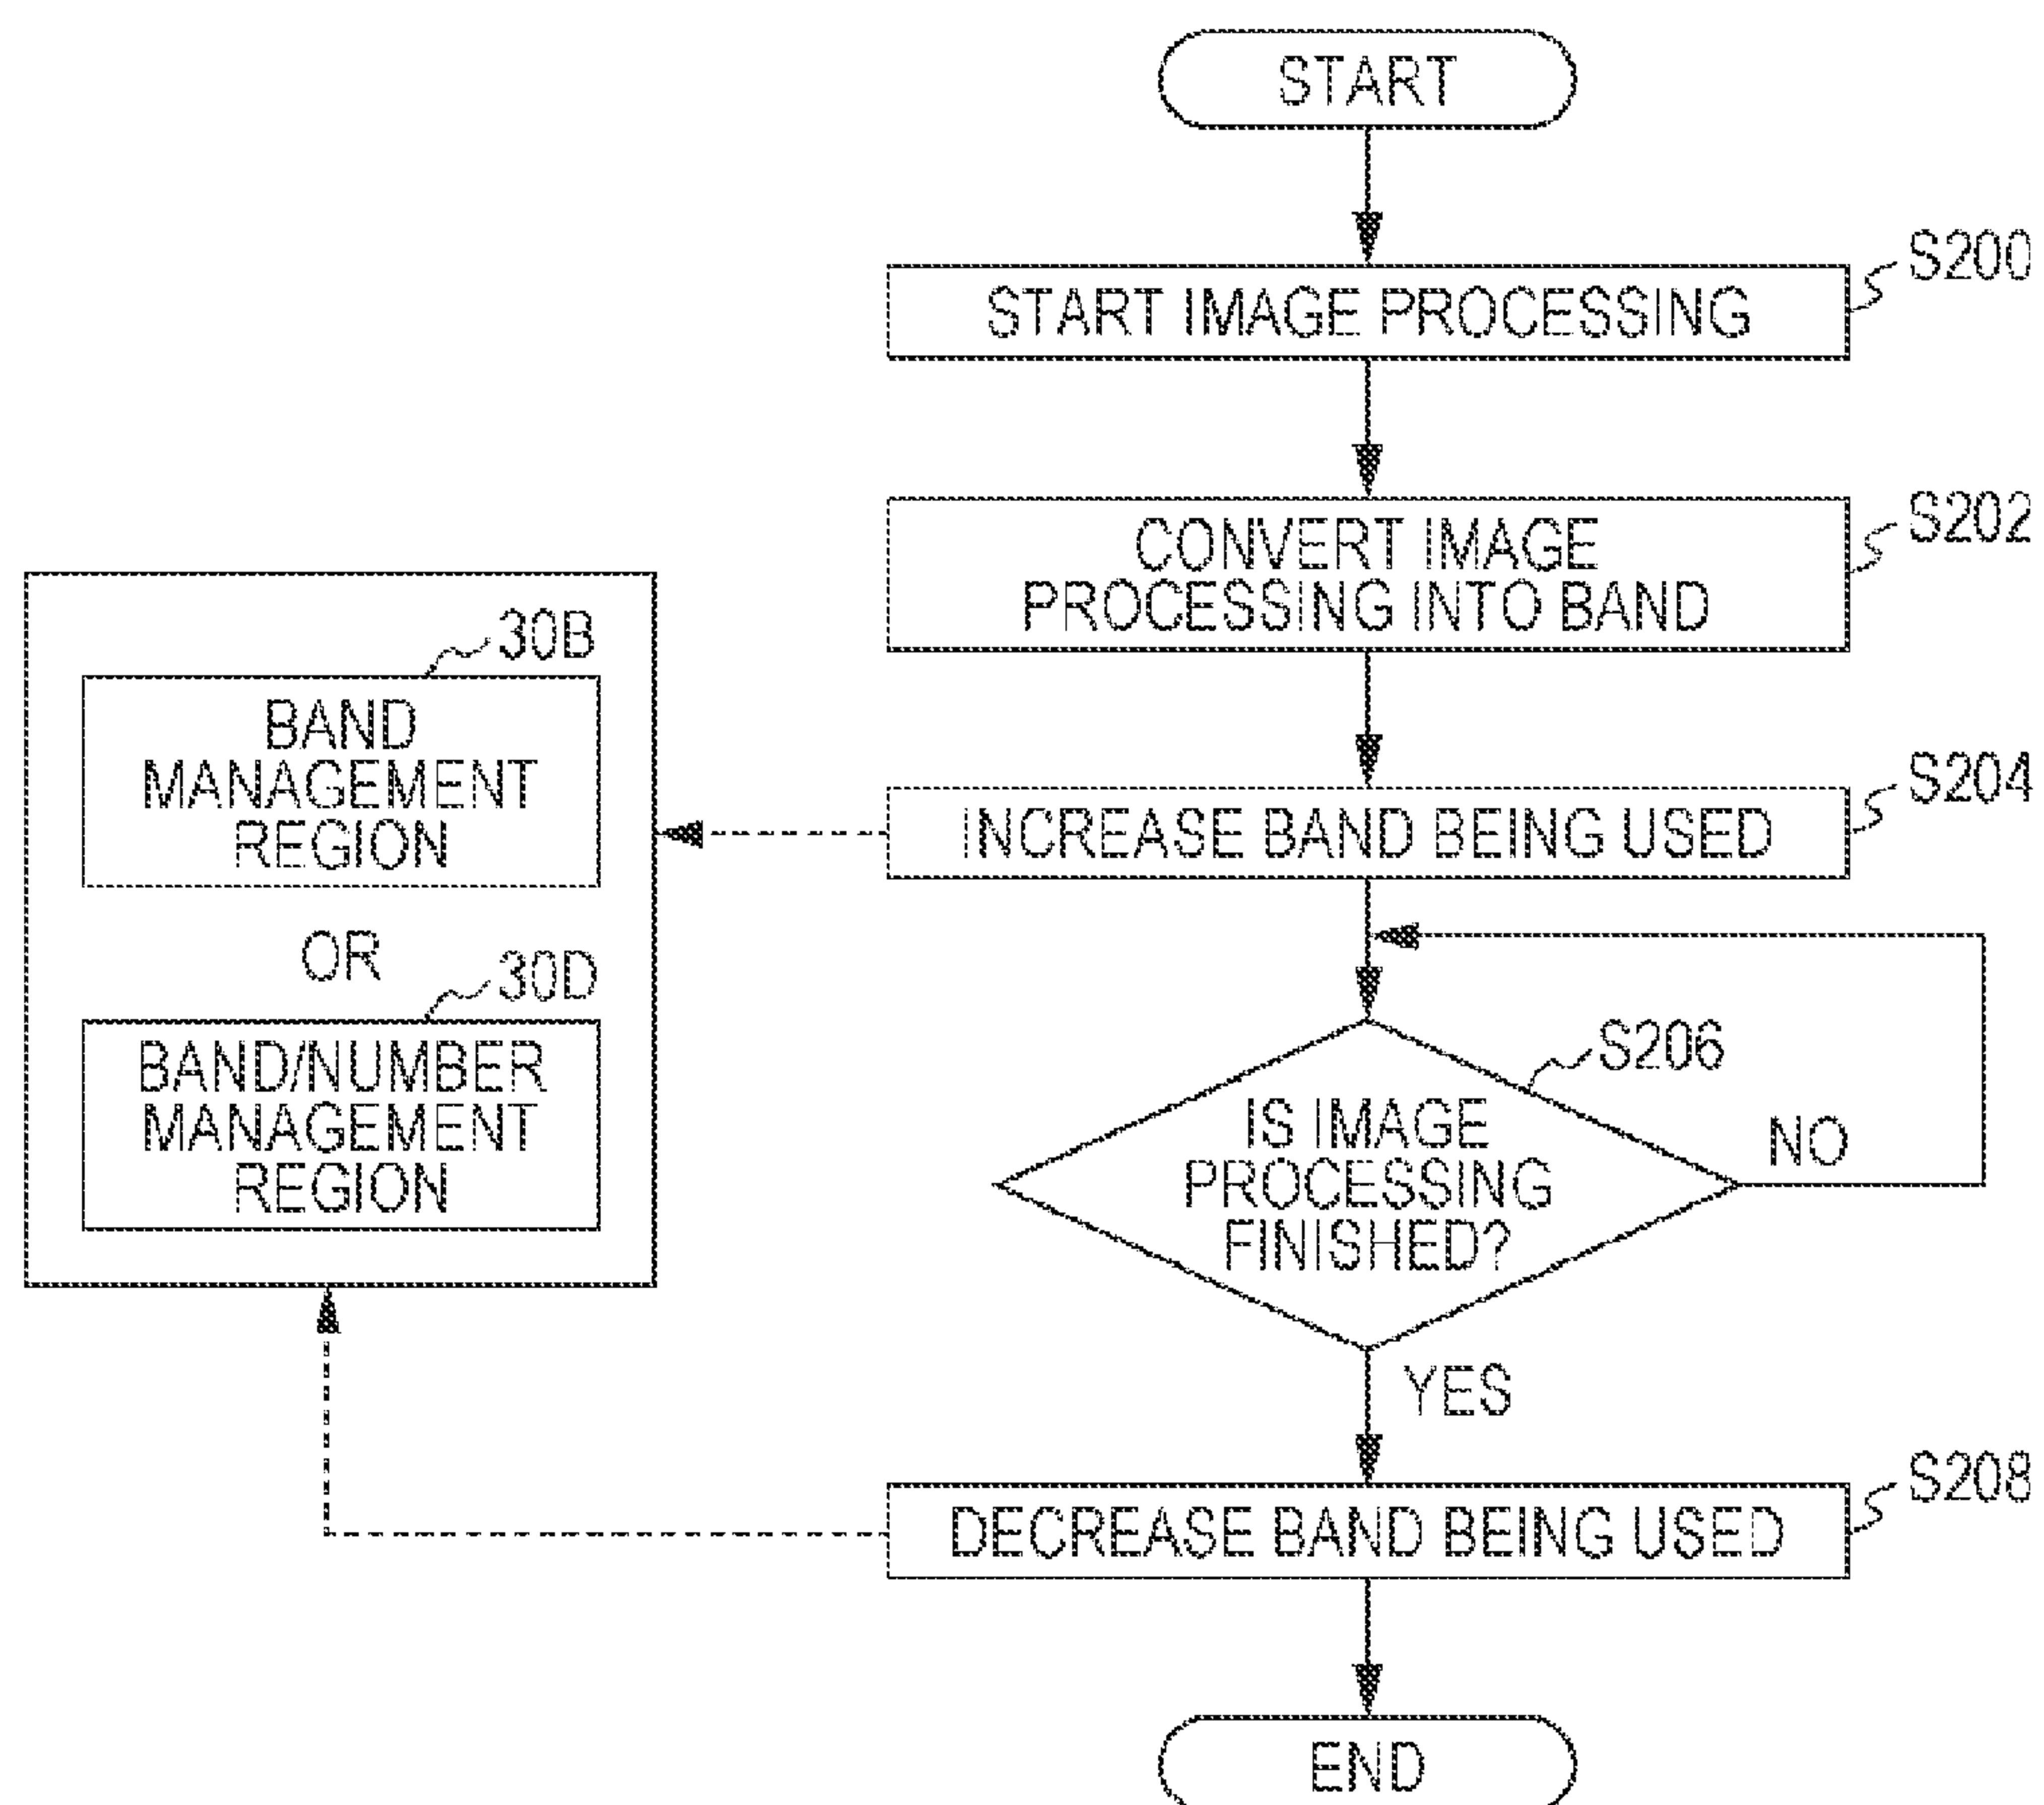 START
START IMAGE PROCESSING
S200
CONVERT IMAGE
PROCESSING INTO BAND
S202
30B
BAND
MANAGEMENT
REGION
OR
30D
BAND/NUMBER
MANAGEMENT
REGION
INCREASE BAND BEING USED
S204
S206
IS IMAGE
PROCESSING
FINISHED?
NO
YES
DECREASE BAND BEING USED
S208
END